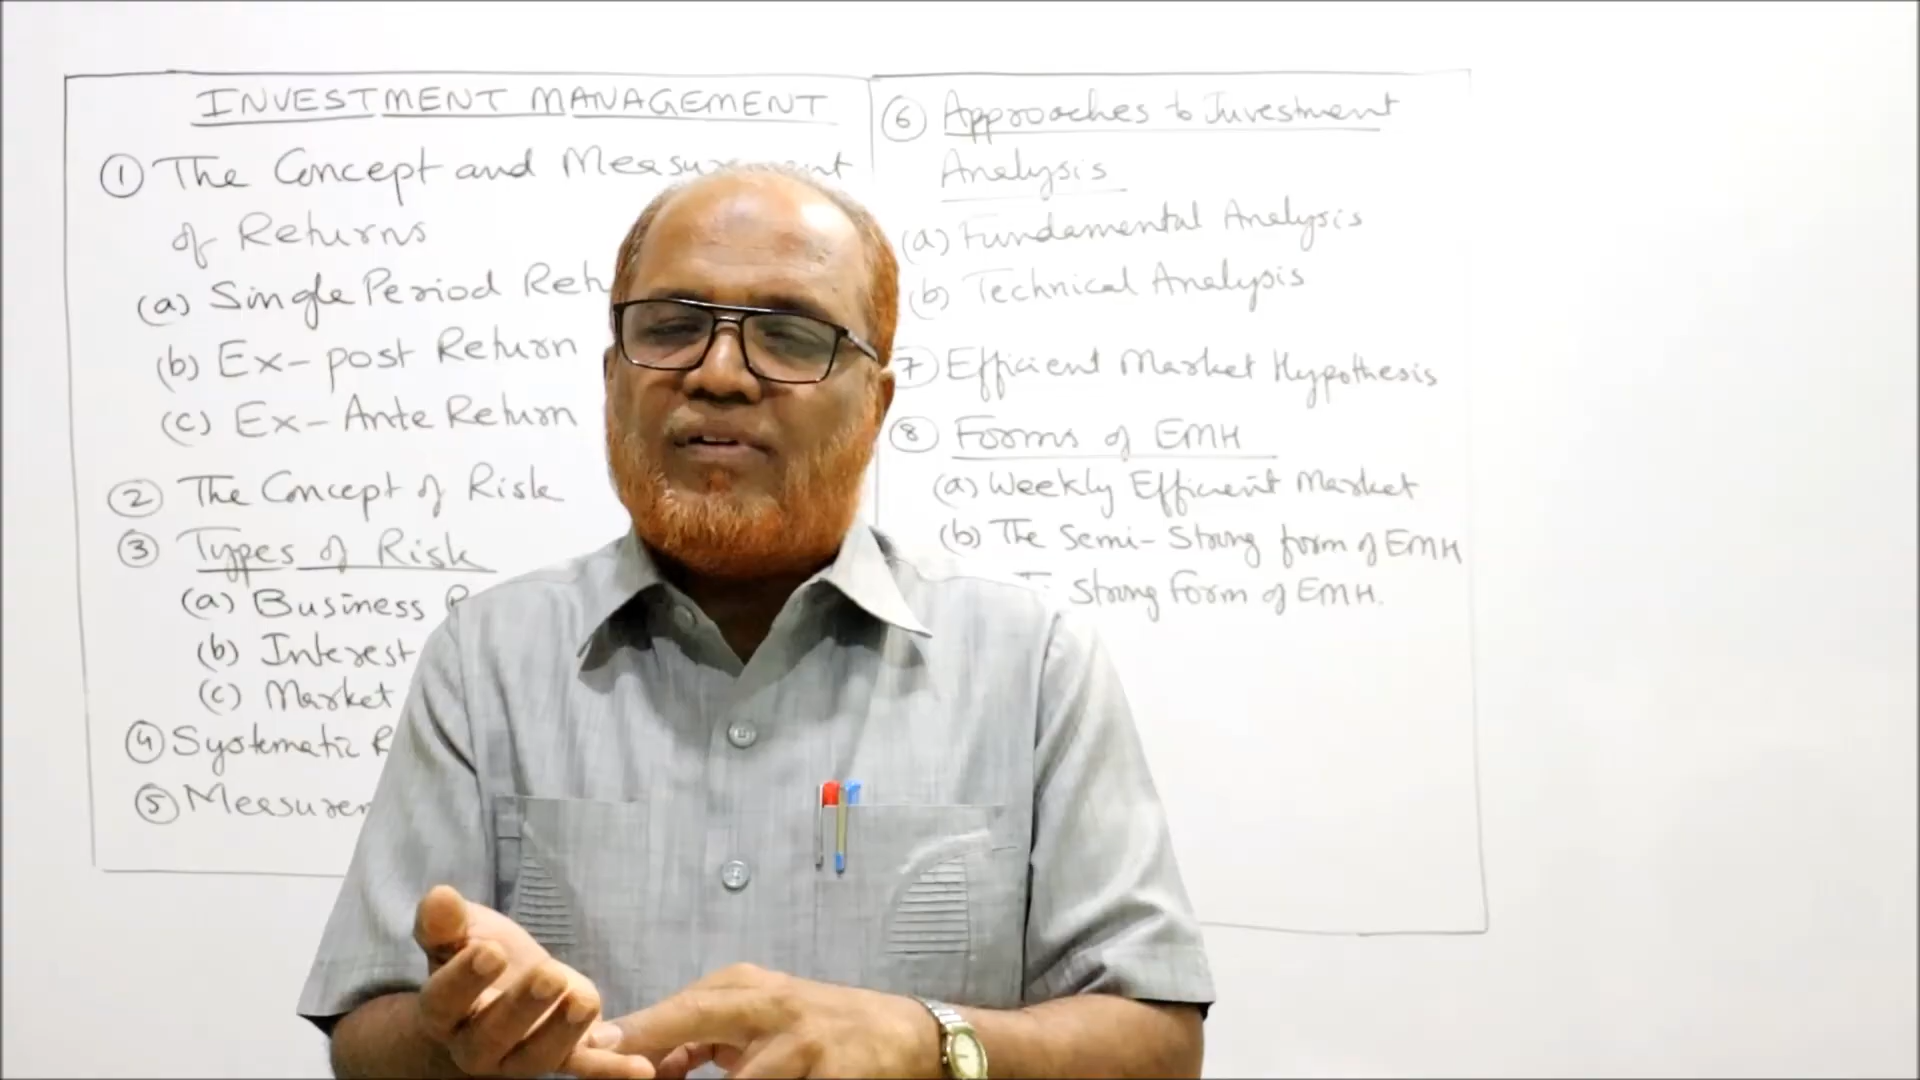 INVESTMENT MANAGEMENT
① The Concept and Measurement
of Returns
(a) Single Period Retu
(b) Ex-post Return
(c) Ex-Ante Return
② The Concept of Risk
③ Types of Risk
(a) Business R
(b) Interest
(c) Market
④ Systematic R
⑤ Measurem
⑥ Approaches to Investment
Analysis
(a) Fundamental Analysis
(b) Technical Analysis
7 Efficient Market Hypothesis
⑧ Forms of EMH
(a) Weekly Efficient Market
(b) The Semi-Strong form of EMH
Strong Form of EMH.